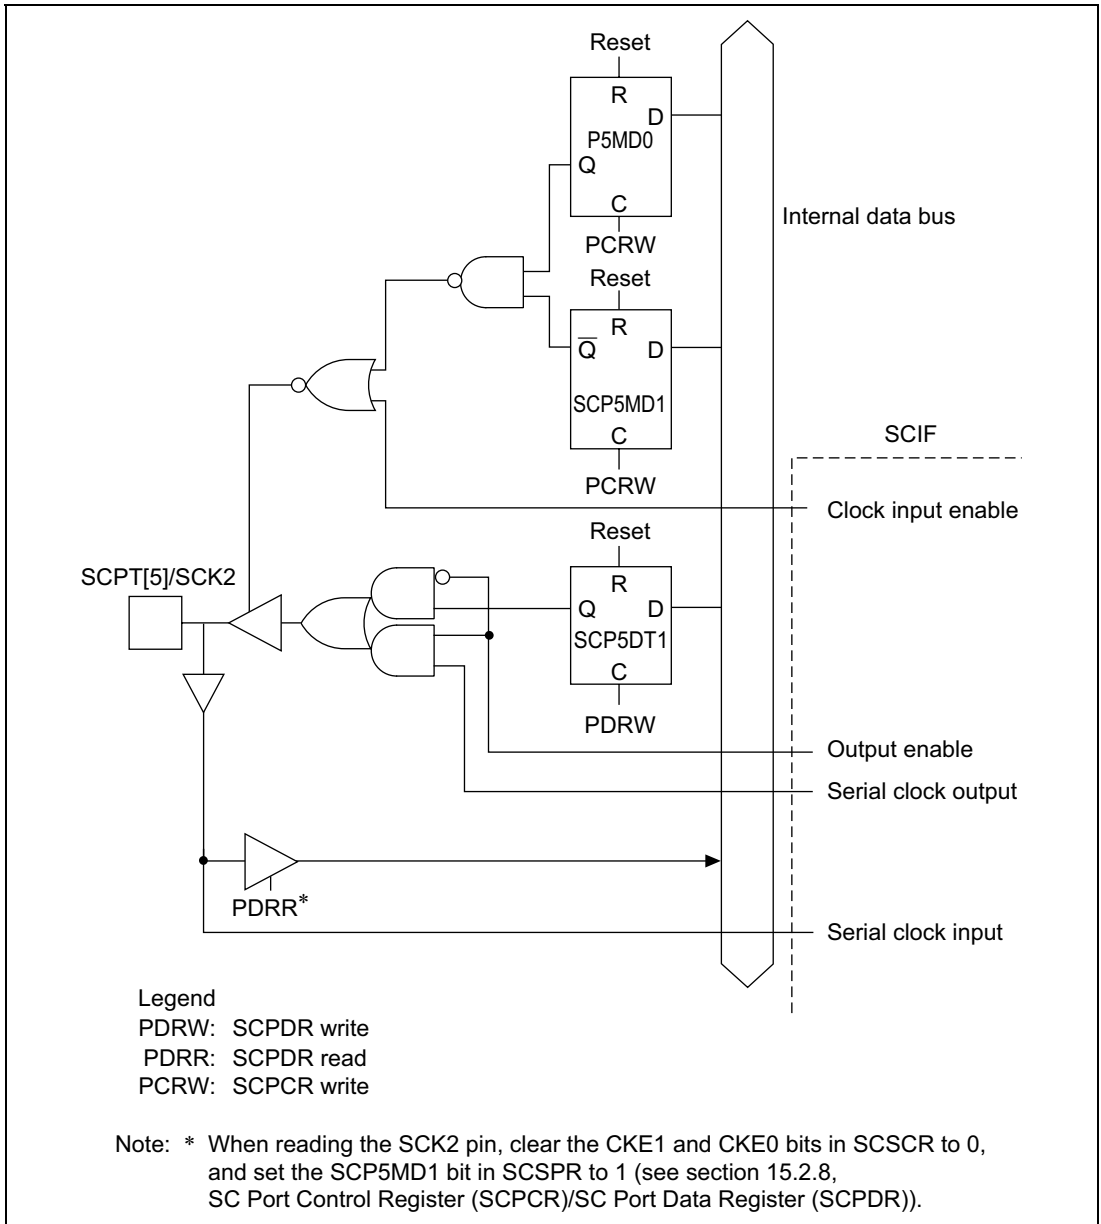 Reset
R
D
P5MD0
Q
C
PCRW
Internal data bus
Reset
R
Q̅
D
SCP5MD1
C
PCRW
SCIF
Clock input enable
Reset
SCPT[5]/SCK2
R
Q
D
SCP5DT1
C
PDRW
Output enable
Serial clock output
PDRR*
Serial clock input
Legend
PDRW: SCPDR write
PDRR: SCPDR read
PCRW: SCPCR write
Note: * When reading the SCK2 pin, clear the CKE1 and CKE0 bits in SCSCR to 0,
and set the SCP5MD1 bit in SCSPR to 1 (see section 15.2.8,
SC Port Control Register (SCPCR)/SC Port Data Register (SCPDR)).